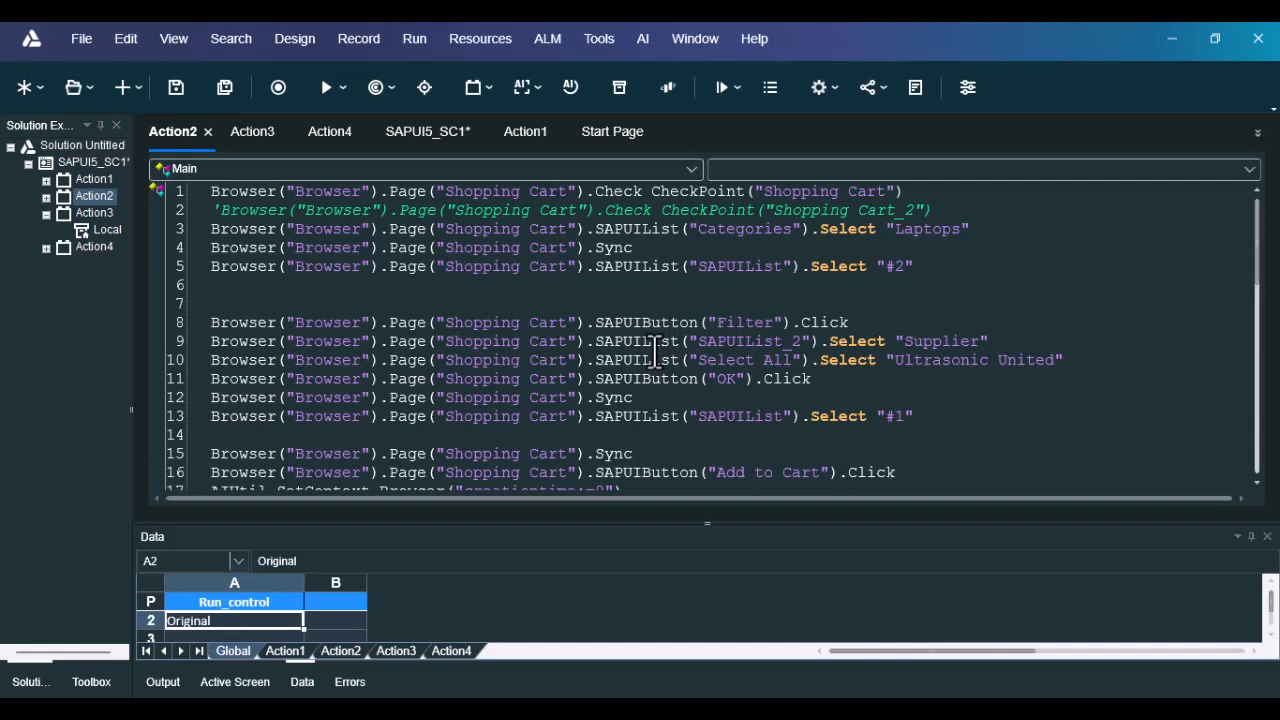 File Edit View Search Design Record Run Resources ALM Tools AI Window Help
Solution Ex...
Solution Untitled
SAPUI5_SC1*
Action1
Action2
Action3
Local
Action4
Action2 Action3 Action4 SAPUI5_SC1* Action1 Start Page
Main
1 Browser("Browser").Page("Shopping Cart").Check CheckPoint("Shopping Cart")
2 'Browser("Browser").Page("Shopping Cart").Check CheckPoint("Shopping Cart_2")
3 Browser("Browser").Page("Shopping Cart").SAPUIList("Categories").Select "Laptops"
4 Browser("Browser").Page("Shopping Cart").Sync
5 Browser("Browser").Page("Shopping Cart").SAPUIList("SAPUIList").Select "#2"
6
7
8 Browser("Browser").Page("Shopping Cart").SAPUIButton("Filter").Click
9 Browser("Browser").Page("Shopping Cart").SAPUIList("SAPUIList_2").Select "Supplier"
10 Browser("Browser").Page("Shopping Cart").SAPUIList("Select All").Select "Ultrasonic United"
11 Browser("Browser").Page("Shopping Cart").SAPUIButton("OK").Click
12 Browser("Browser").Page("Shopping Cart").Sync
13 Browser("Browser").Page("Shopping Cart").SAPUIList("SAPUIList").Select "#1"
14
15 Browser("Browser").Page("Shopping Cart").Sync
16 Browser("Browser").Page("Shopping Cart").SAPUIButton("Add to Cart").Click
17 AIUtil.SetContext Browser("creationtime:=0")
Data
A2 Original
A B
P Run_control
2 Original
3
Global Action1 Action2 Action3 Action4
Soluti... Toolbox Output Active Screen Data Errors